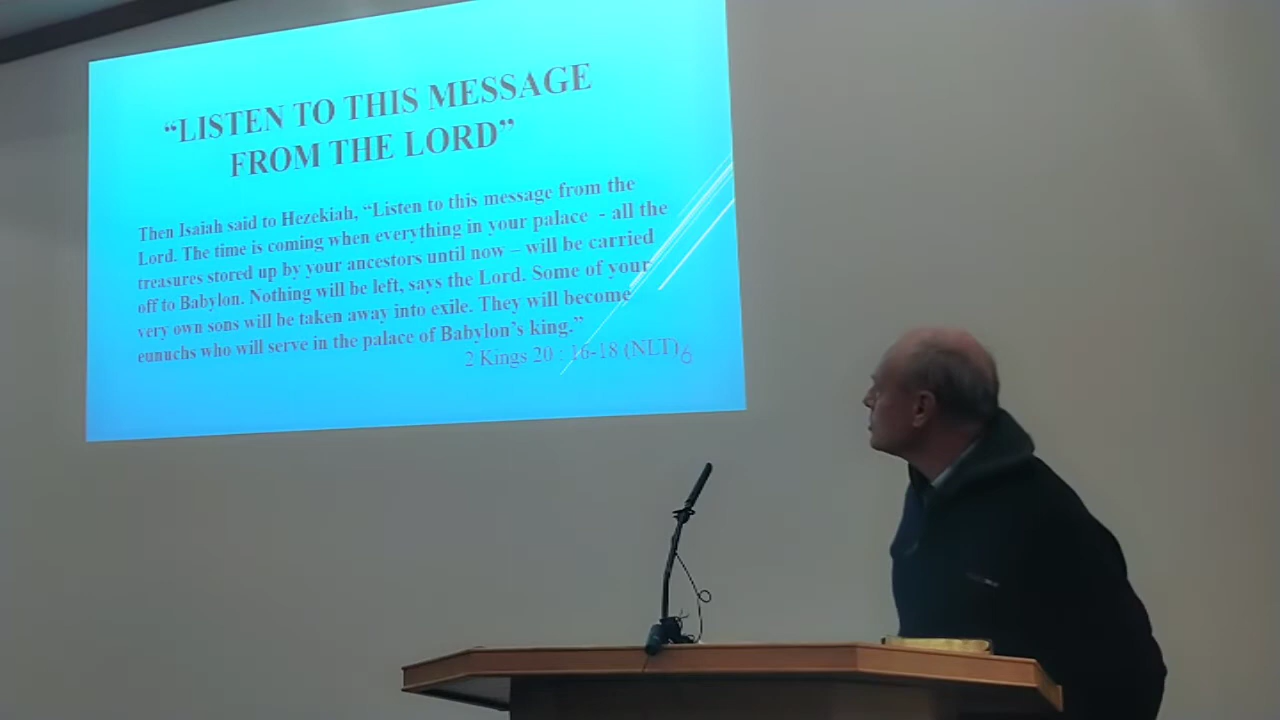 “LISTEN TO THIS MESSAGE
FROM THE LORD”
Then Isaiah said to Hezekiah, “Listen to this message from the
Lord. The time is coming when everything in your palace - all the
treasures stored up by your ancestors until now – will be carried
off to Babylon. Nothing will be left, says the Lord. Some of your
very own sons will be taken away into exile. They will become
eunuchs who will serve in the palace of Babylon’s king.”
2 Kings 20 : 16-18 (NLT)
6